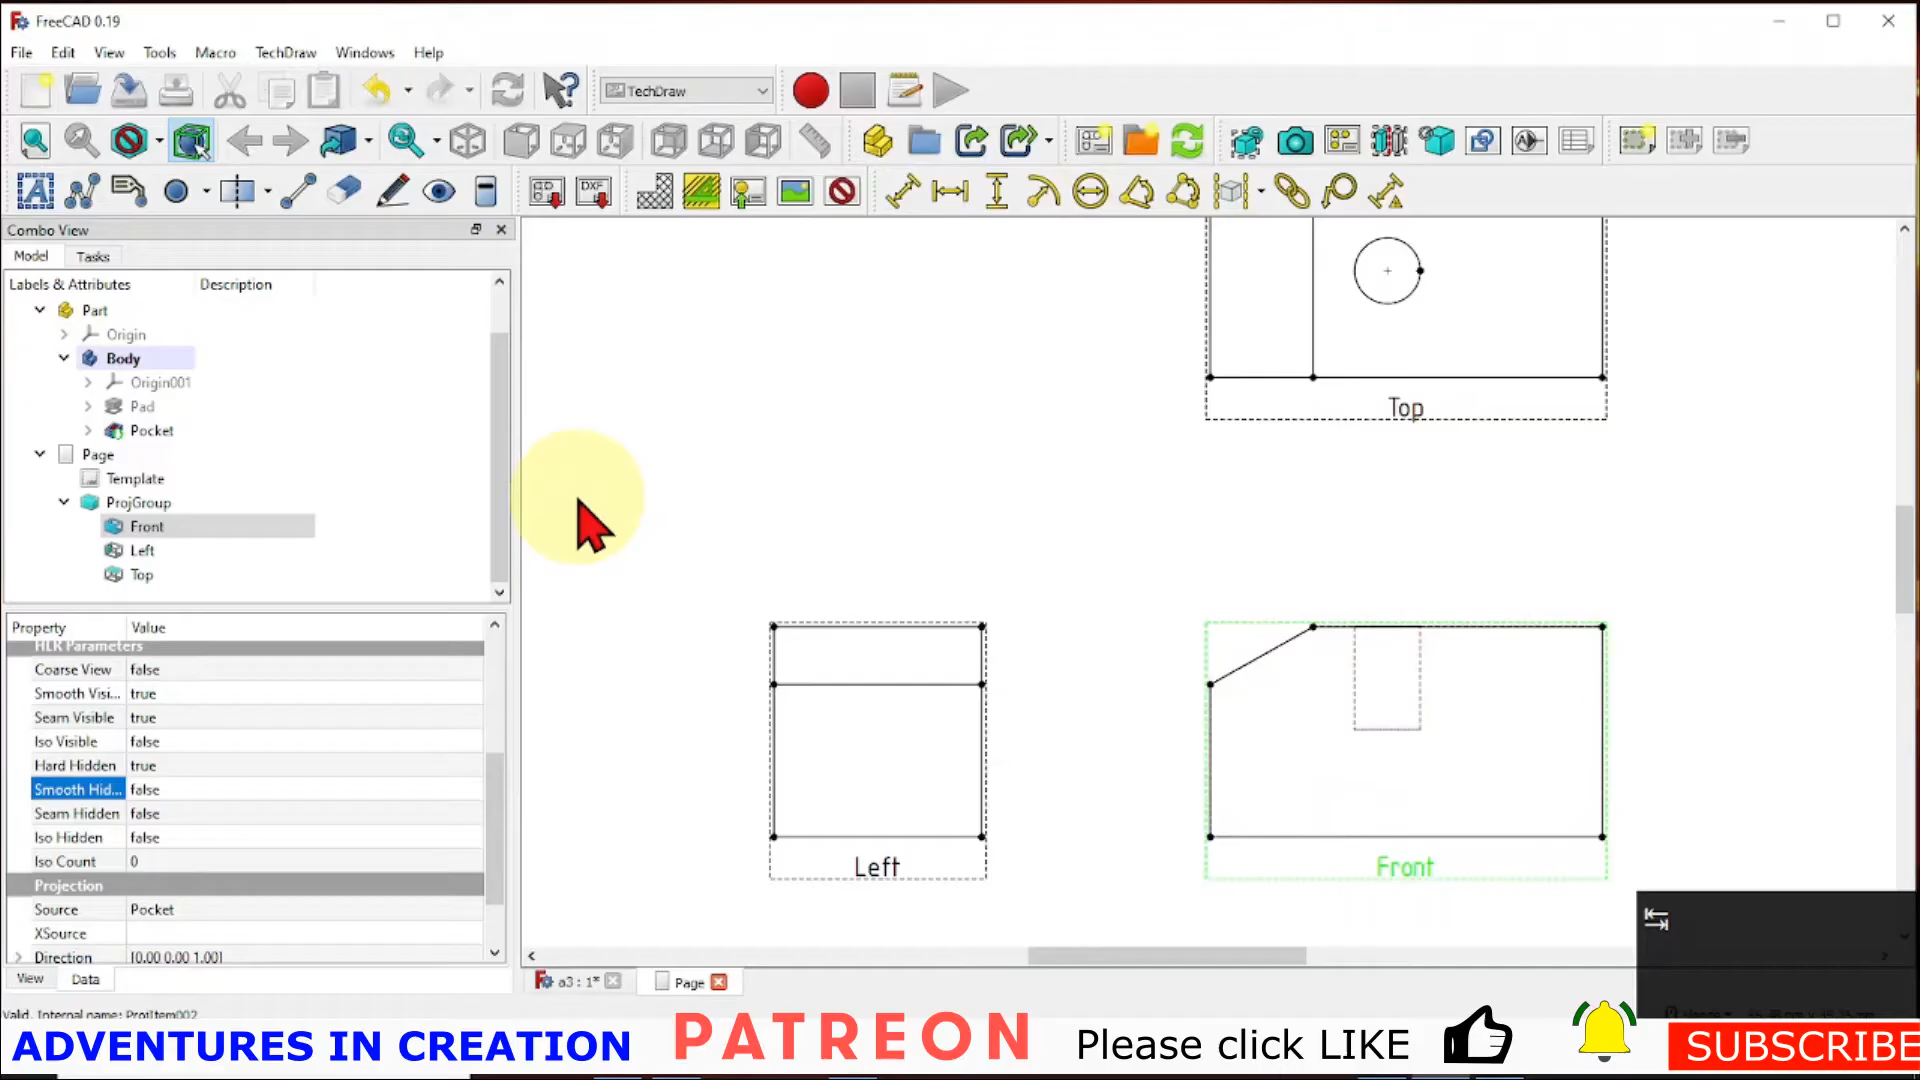 FreeCAD 0.19
File Edit View Tools Macro TechDraw Windows Help
TechDraw
DXF
Combo View
Model Tasks
Labels & Attributes Description
Part
Origin
Body
Origin001
Pad
Pocket
Page
Template
ProjGroup
Front
Left
Top
Property Value
HLR Parameters
Coarse View false
Smooth Visi... true
Seam Visible true
Iso Visible false
Hard Hidden true
Smooth Hid... false
Seam Hidden false
Iso Hidden false
Iso Count 0
Projection
Source Pocket
XSource
Direction [0.00 0.00 1.00]
View Data
Top
Left
Front
a3 : 1*
Page
Valid, Internal name: ProjItem002
ADVENTURES IN CREATION
PATREON
Please click LIKE
SUBSCRIBE